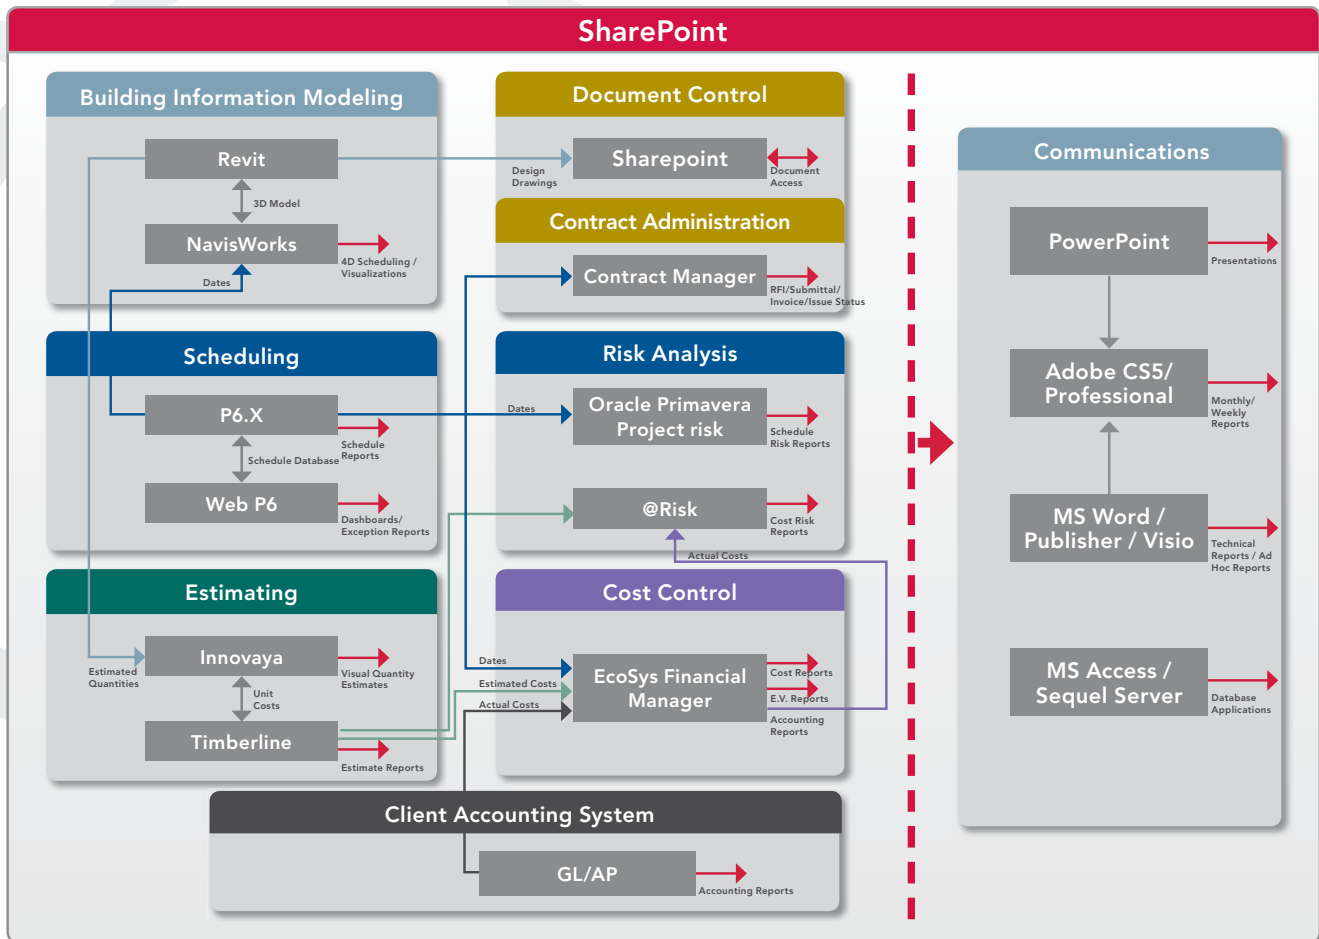 SharePoint
Building Information Modeling
Revit
3D Model
NavisWorks
4D Scheduling /
Visualizations
Dates
Document Control
Sharepoint
Design
Drawings
Document
Access
Contract Administration
Contract Manager
RFI/Submittal/
Invoice/Issue Status
Scheduling
P6.X
Schedule
Reports
Schedule Database
Web P6
Dashboards/
Exception Reports
Risk Analysis
Dates
Oracle Primavera
Project risk
Schedule
Risk Reports
@Risk
Cost Risk
Reports
Actual Costs
Estimating
Innovaya
Estimated
Quantities
Visual Quantity
Estimates
Unit
Costs
Timberline
Estimate Reports
Cost Control
Dates
Estimated Costs
Actual Costs
EcoSys Financial
Manager
Cost Reports
E.V. Reports
Accounting
Reports
Client Accounting System
GL/AP
Accounting Reports
Communications
PowerPoint
Presentations
Adobe CS5/
Professional
Monthly/
Weekly
Reports
MS Word /
Publisher / Visio
Technical
Reports / Ad
Hoc Reports
MS Access /
Sequel Server
Database
Applications